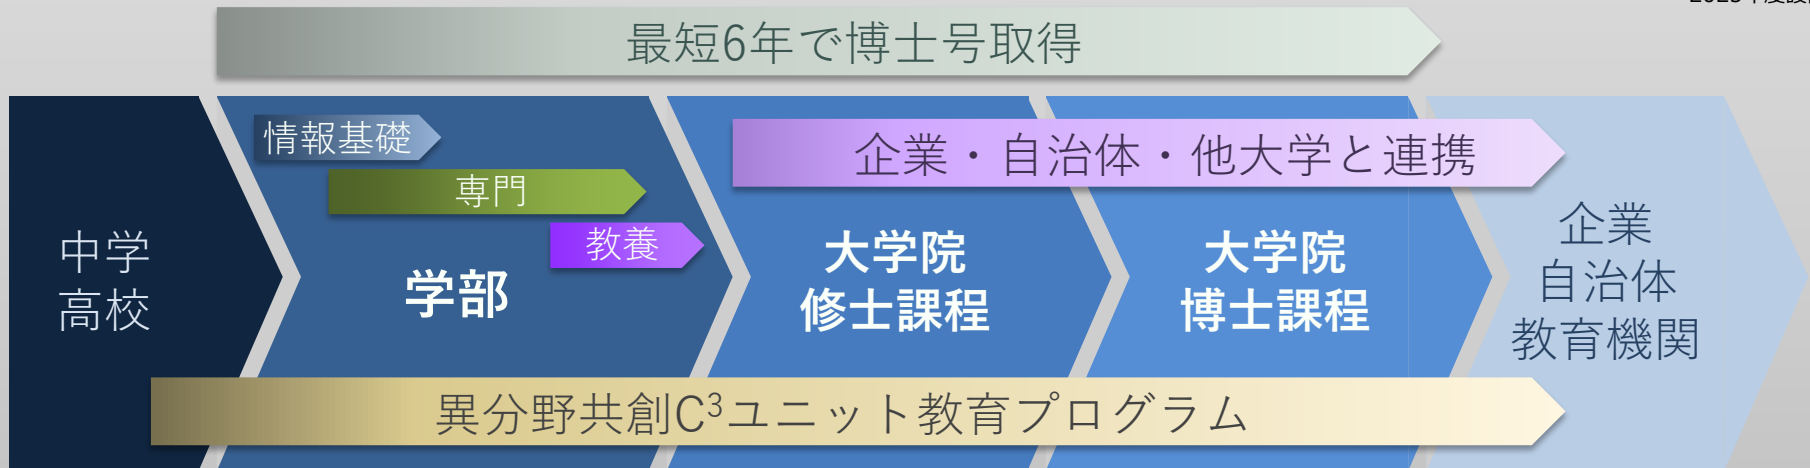 最短6年で博士号取得
情報基礎
専門
教養
企業・自治体・他大学と連携
中学
高校
学部
大学院
修士課程
大学院
博士課程
企業
自治体
教育機関
異分野共創C³ユニット教育プログラム